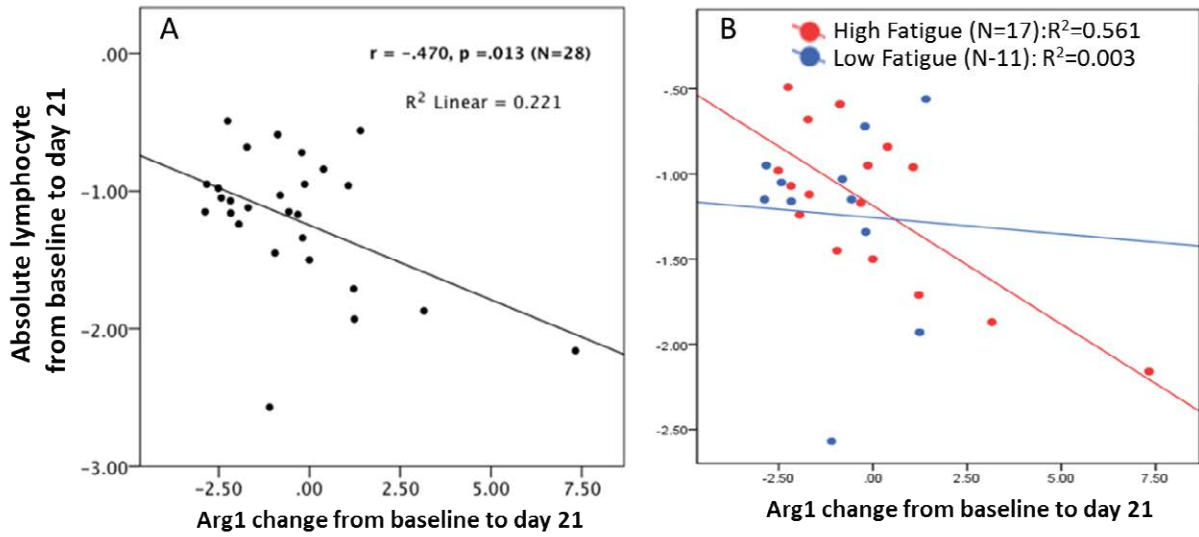 A
r = –.470, p =.013 (N=28)
R² Linear = 0.221
Absolute lymphocyte
from baseline to day 21
.00
–1.00
–2.00
–3.00
–2.50
.00
2.50
5.00
7.50
Arg1 change from baseline to day 21
B
High Fatigue (N=17):R²=0.561
Low Fatigue (N-11): R²=0.003
-.50
-1.00
-1.50
-2.00
-2.50
-2.50
.00
2.50
5.00
7.50
Arg1 change from baseline to day 21